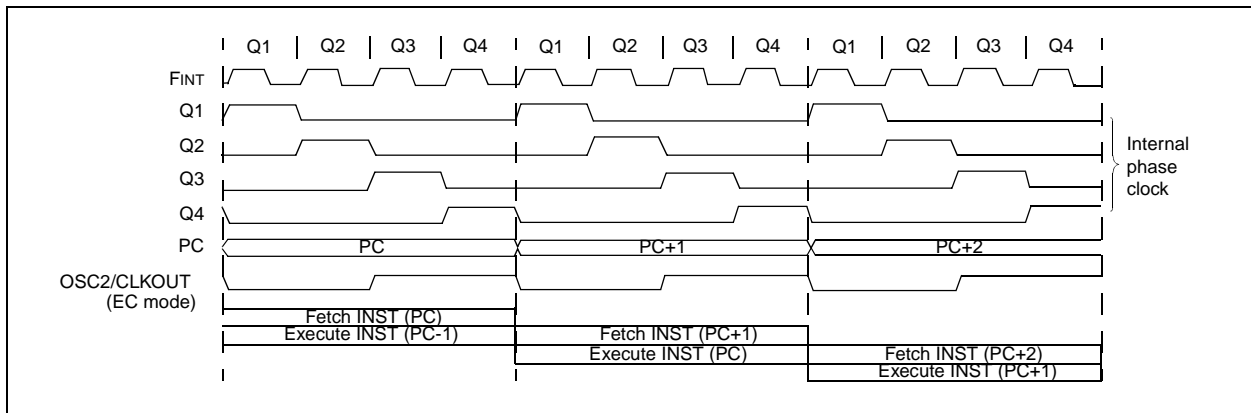 Q1 Q2 Q3 Q4 Q1 Q2 Q3 Q4 Q1 Q2 Q3 Q4
FINT
Q1
Q2
Q3
Q4
Internal
phase
clock
PC PC PC+1 PC+2
OSC2/CLKOUT
(EC mode)
Fetch INST (PC)
Execute INST (PC-1) Fetch INST (PC+1)
Execute INST (PC) Fetch INST (PC+2)
Execute INST (PC+1)